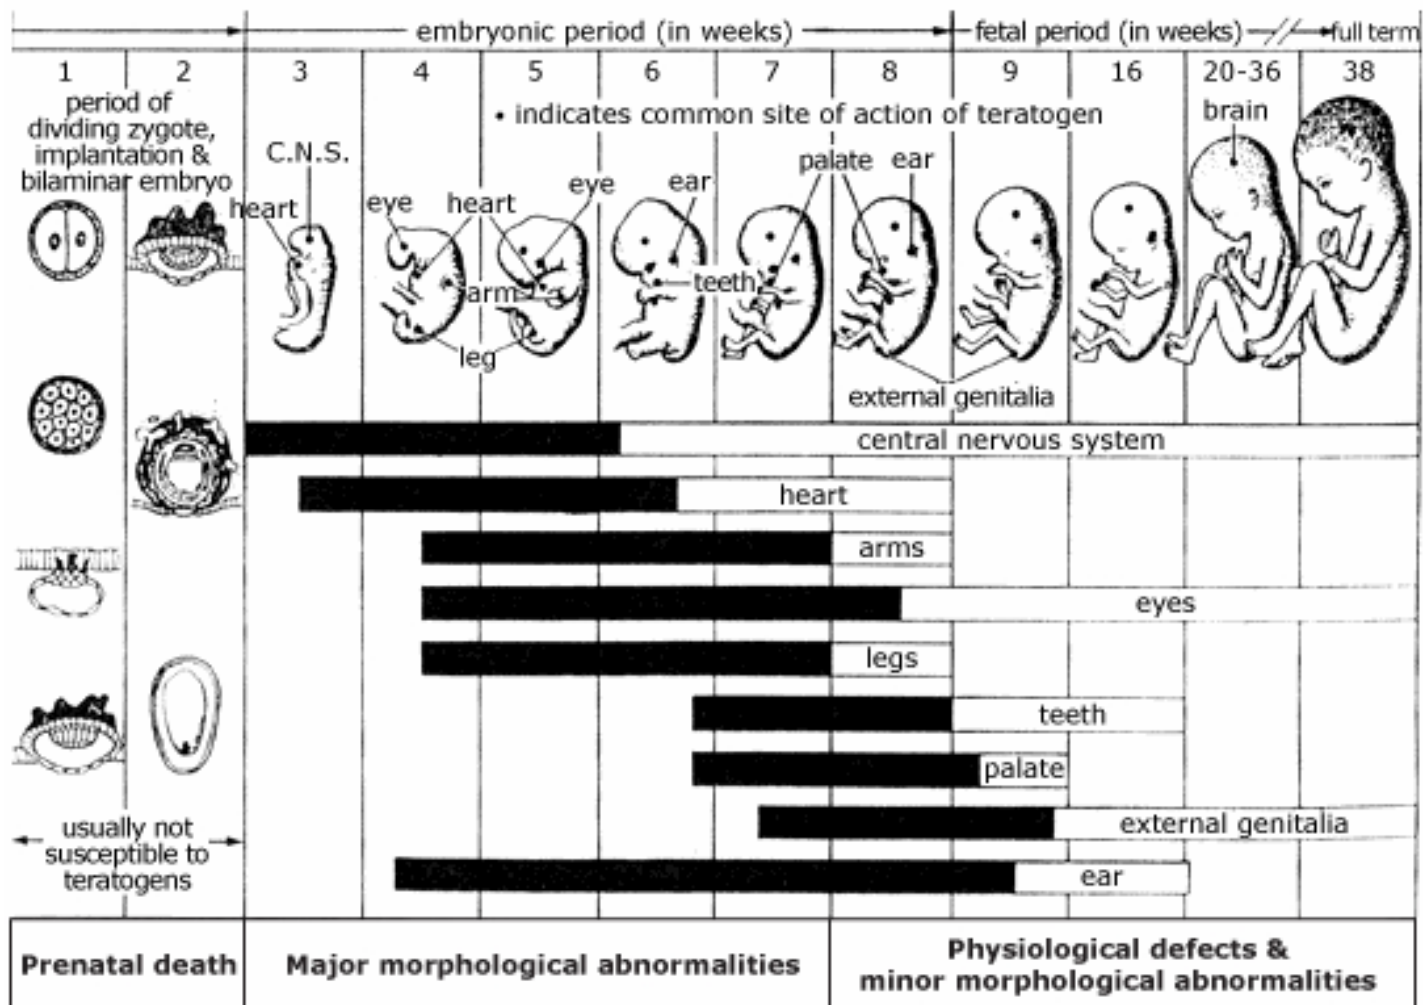 embryonic period (in weeks)
fetal period (in weeks)
full term
1
2
3
4
5
6
7
8
9
16
20-36
38
period of
dividing zygote,
implantation &
bilaminar embryo
• indicates common site of action of teratogen
C.N.S.
heart
eye
heart
eye
ear
palate
ear
brain
arm
teeth
leg
external genitalia
central nervous system
heart
arms
eyes
legs
teeth
palate
external genitalia
ear
usually not
susceptible to
teratogens
Prenatal death
Major morphological abnormalities
Physiological defects &
minor morphological abnormalities